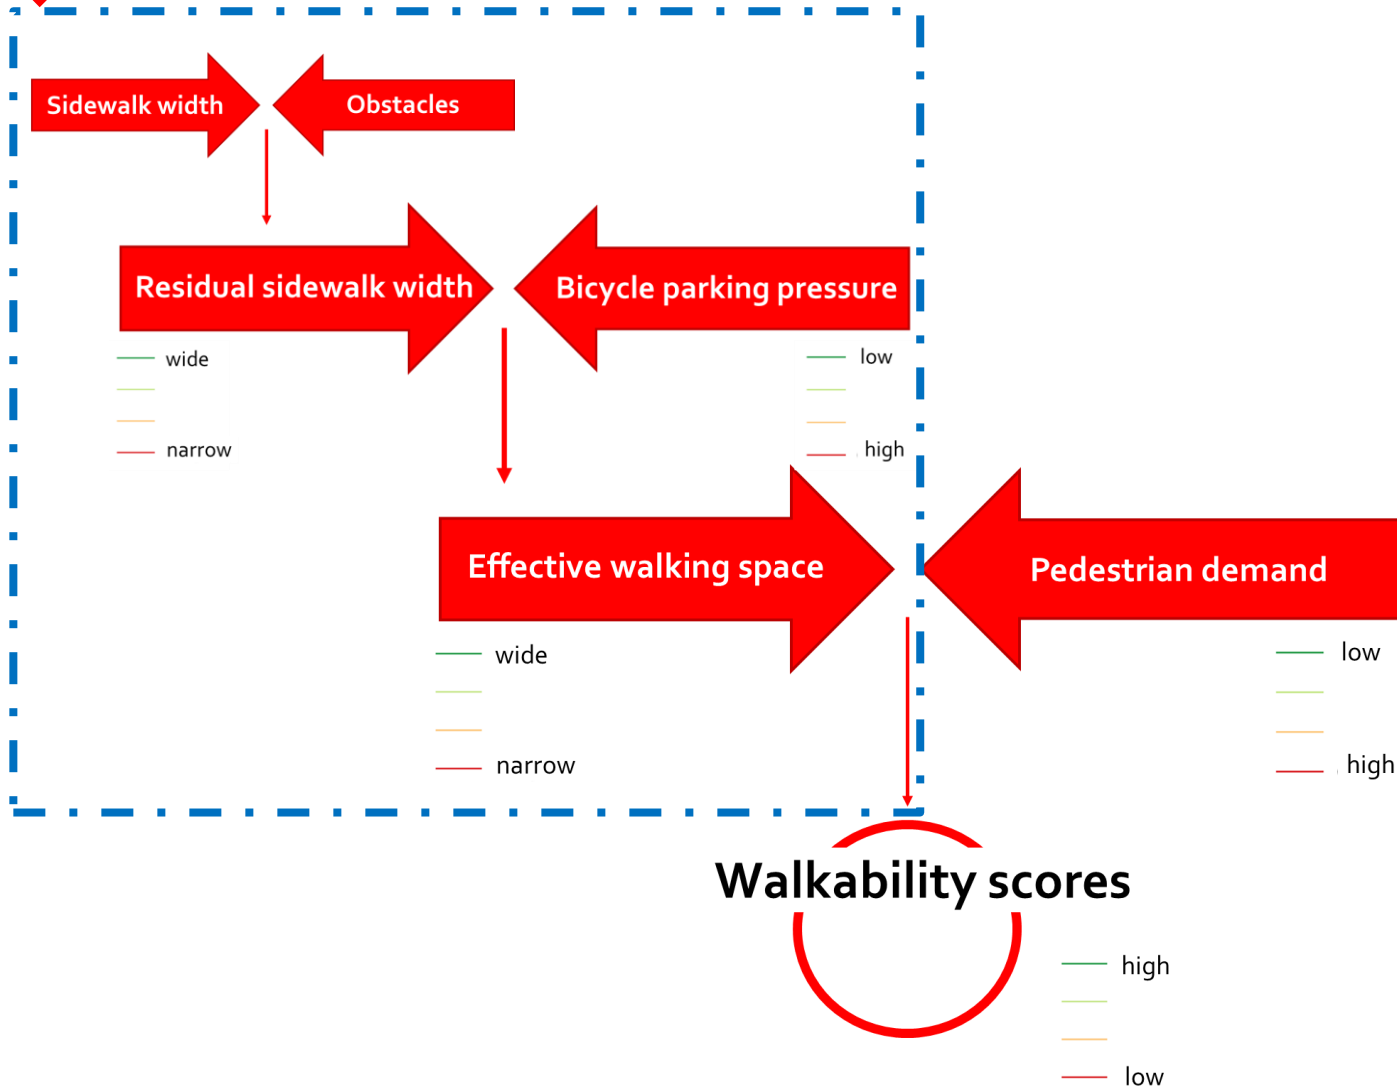 Sidewalk width
Obstacles
Residual sidewalk width
Bicycle parking pressure
wide
narrow
low
high
Effective walking space
Pedestrian demand
wide
narrow
low
high
Walkability scores
high
low